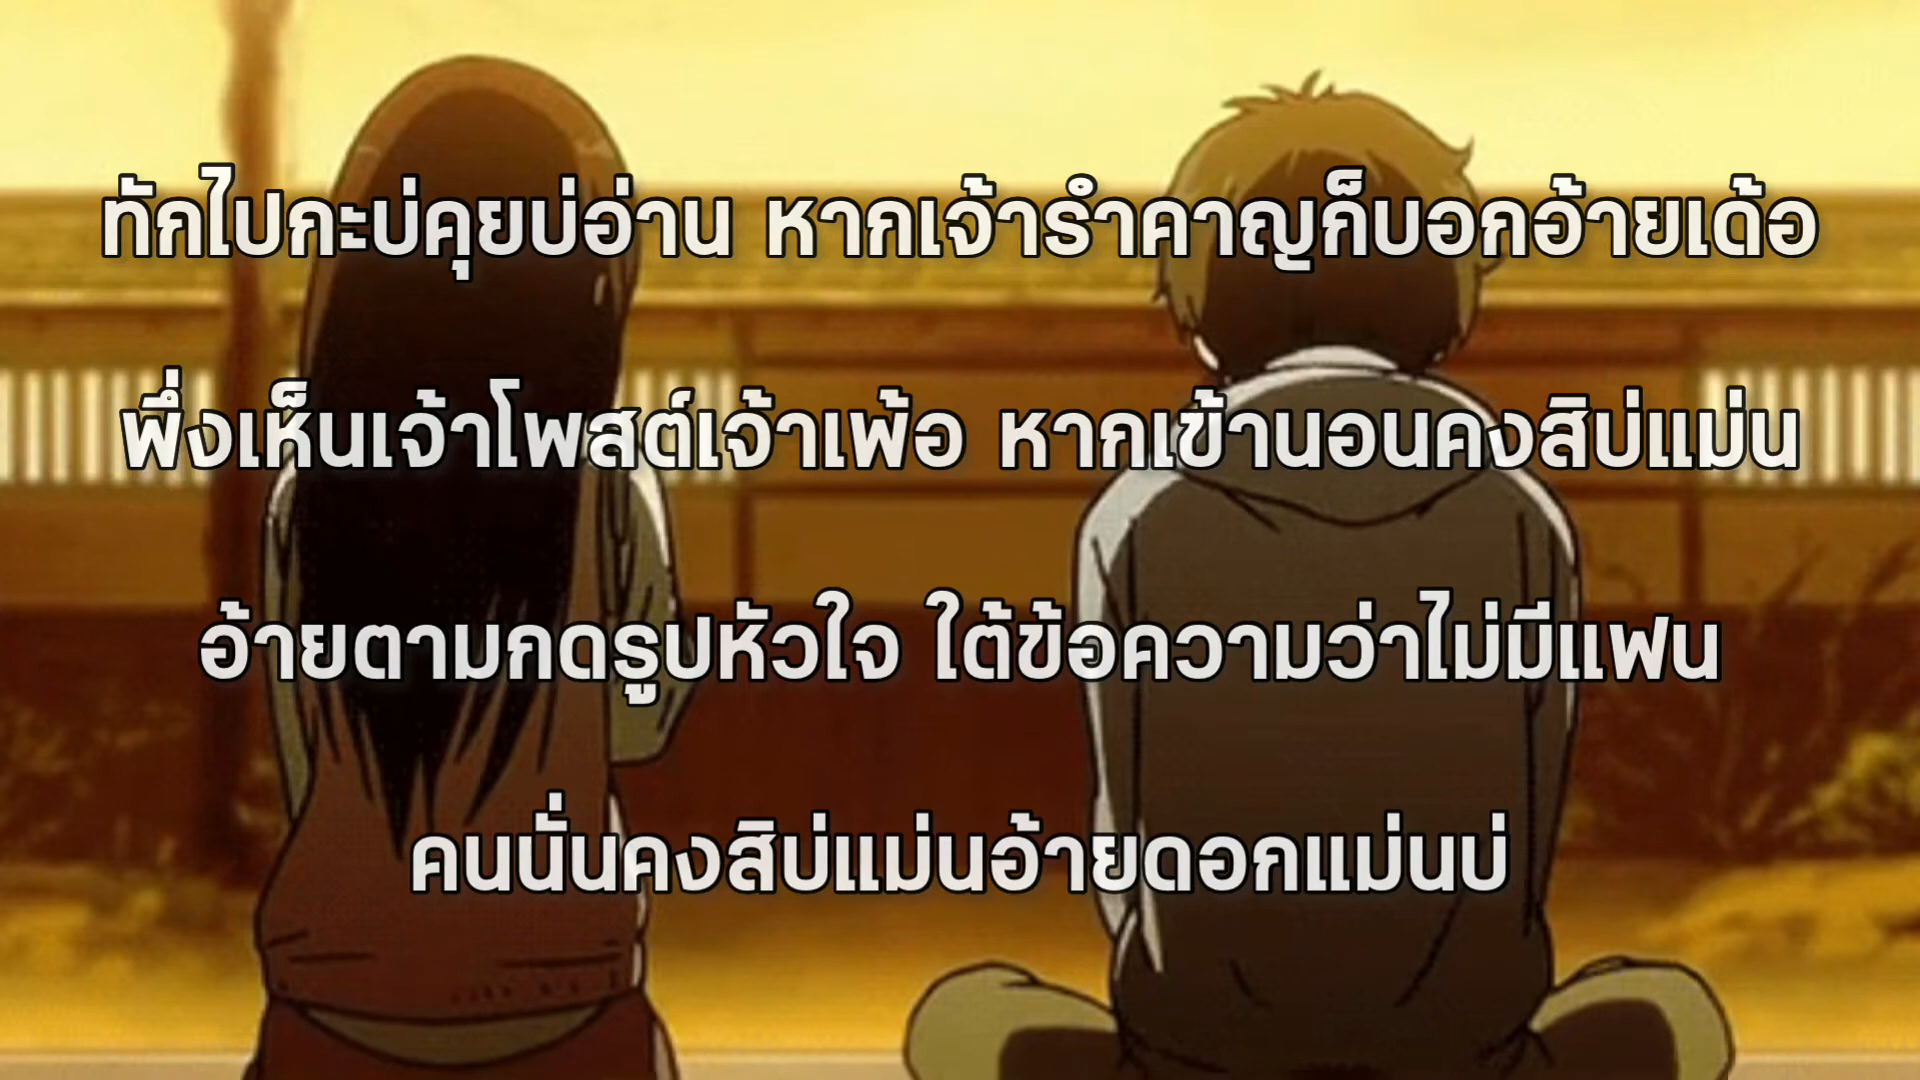 ทักไปกะบ่คุยบ่อ่าน หากเจ้ารำคาญก็บอกอ้ายเด้อ
พึ่งเห็นเจ้าโพสต์เจ้าเพ้อ หากเข้านอนคงสิบ่แม่น
อ้ายตามกดรูปหัวใจ ใต้ข้อความว่าไม่มีแฟน
คนนั่นคงสิบ่แม่นอ้ายดอกแม่นบ่